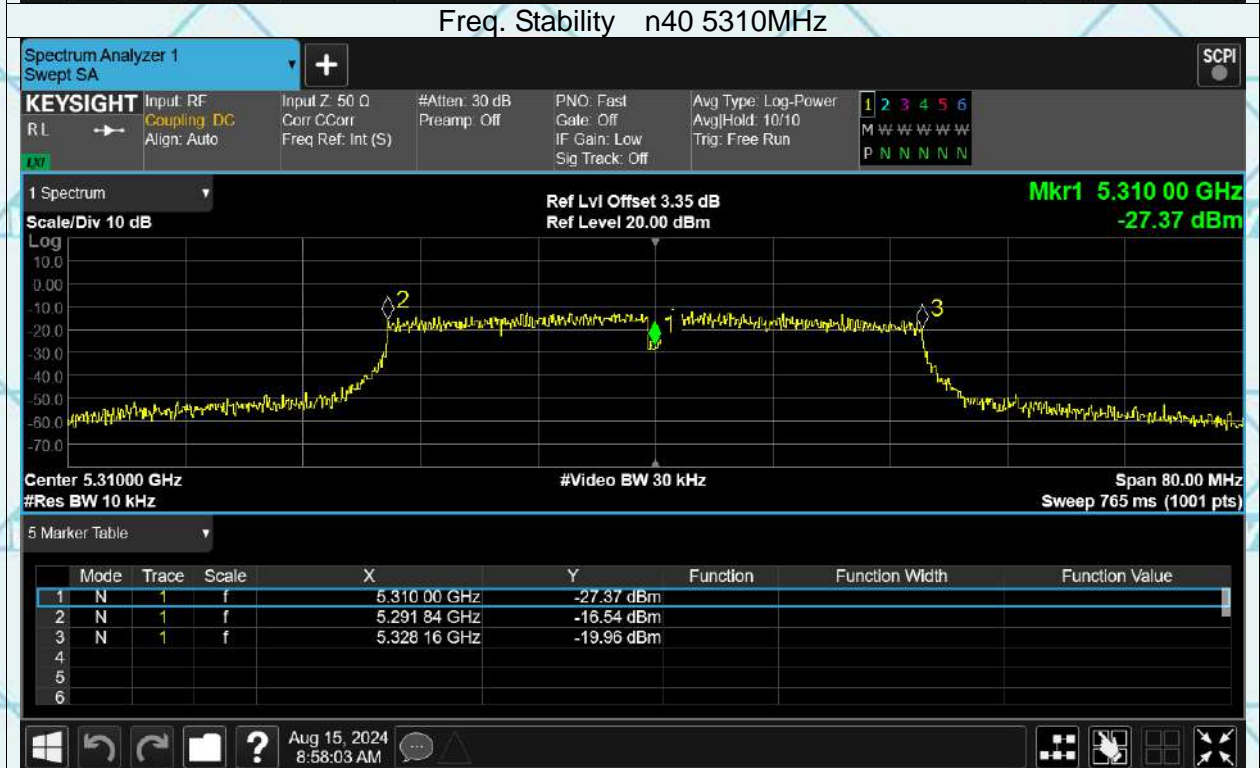 Freq. Stability n40 5310MHz
Spectrum Analyzer 1
Swept SA
+
SCPI
KEYSIGHT Input: RF Input Z: 50 Ω #Atten: 30 dB PNO: Fast Avg Type: Log-Power 1 2 3 4 5 6
RL Coupling: DC Corr CCorr Preamp: Off Gate: Off Avg|Hold: 10/10 M W W W W W
Align: Auto Freq Ref: Int (S) IF Gain: Low Trig: Free Run P N N N N N
LXI Sig Track: Off
1 Spectrum Ref Lvl Offset 3.35 dB Mkr1 5.310 00 GHz
Scale/Div 10 dB Ref Level 20.00 dBm -27.37 dBm
Log
10.0
0.00
-10.0 2 3
-20.0 1
-30.0
-40.0
-50.0
-60.0
-70.0
Center 5.31000 GHz #Video BW 30 kHz Span 80.00 MHz
#Res BW 10 kHz Sweep 765 ms (1001 pts)
5 Marker Table
Mode Trace Scale X Y Function Function Width Function Value
1 N 1 f 5.310 00 GHz -27.37 dBm
2 N 1 f 5.291 84 GHz -16.54 dBm
3 N 1 f 5.328 16 GHz -19.96 dBm
4
5
6
? Aug 15, 2024
8:58:03 AM